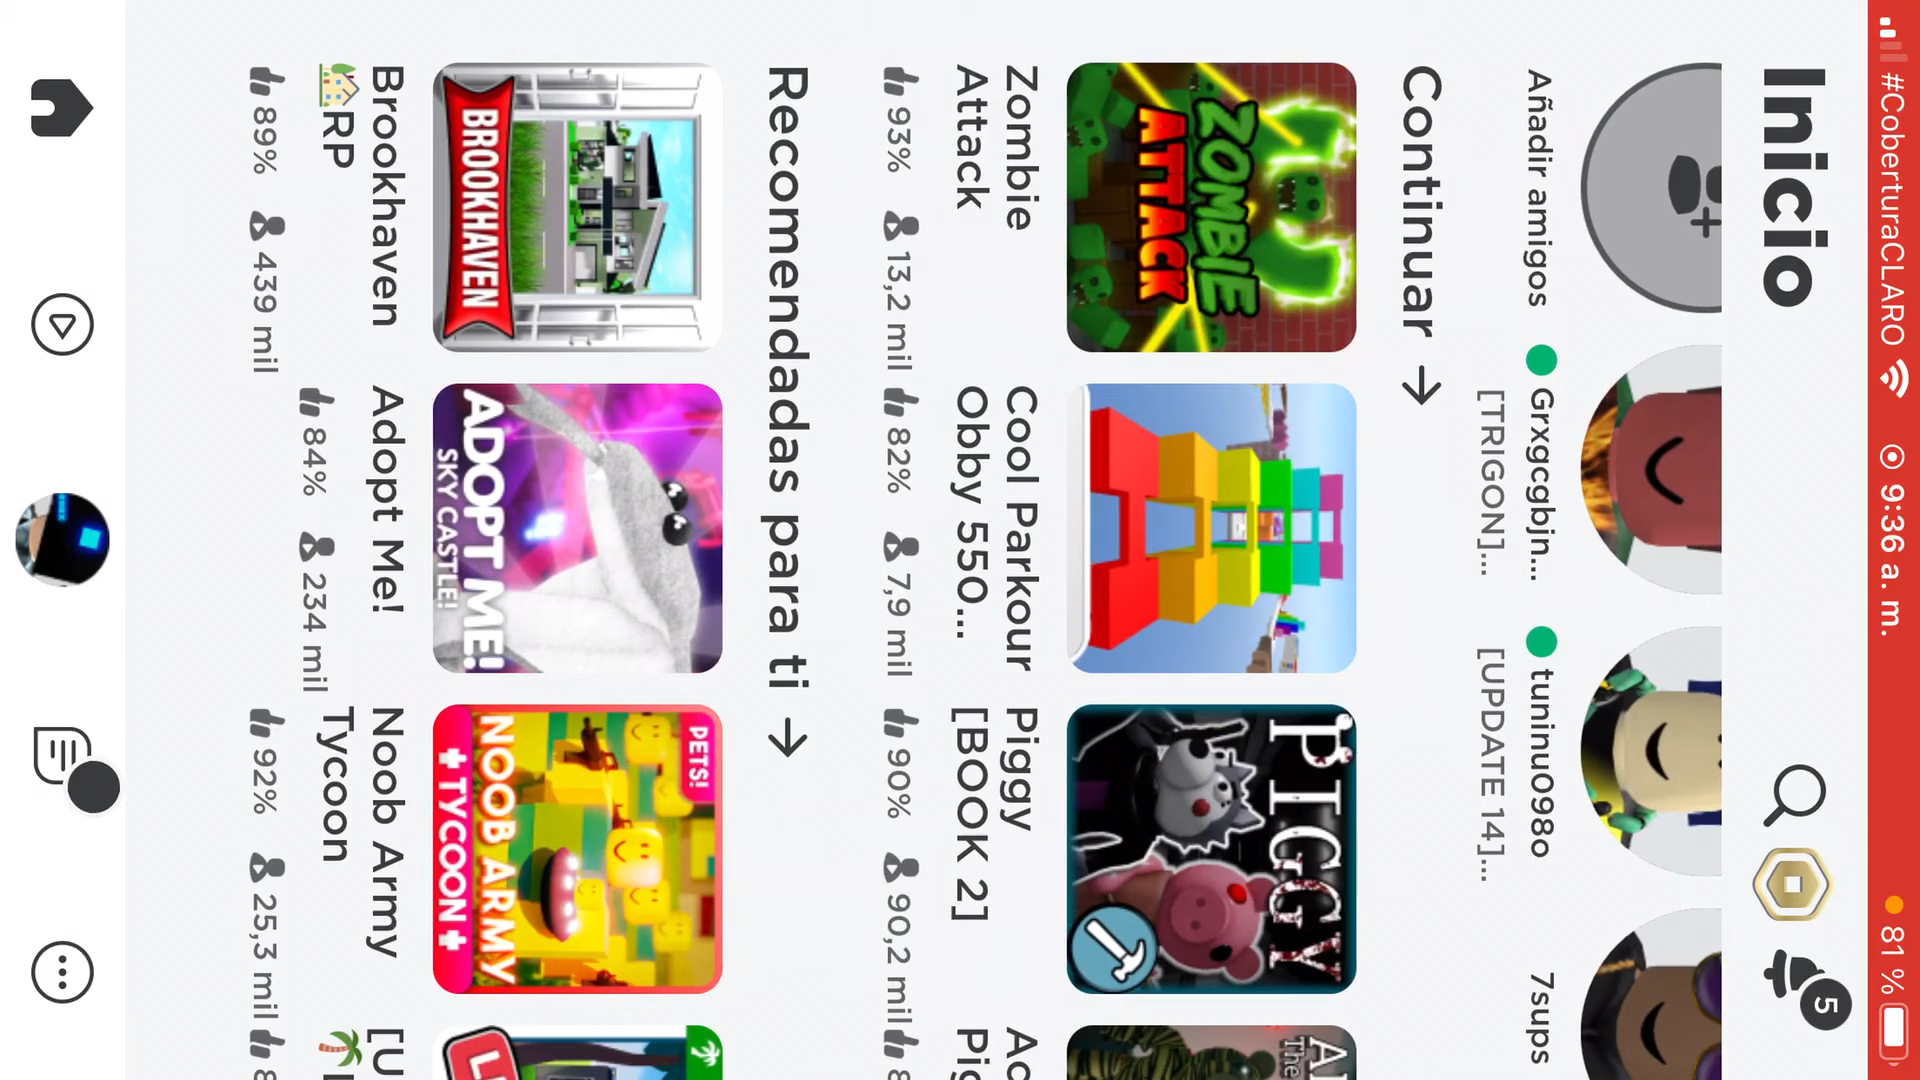 #CoberturaCLARO 9:36 a. m. 81 %
Inicio
5
Añadir amigos
Grxgcgbjn...
[TRIGON]...
tuninu098o
[UPDATE 14]...
7sups
Continuar →
ZOMBIE
ATTACK
Zombie
Attack
93% 13,2 mil
Cool Parkour
Obby 550...
82% 7,9 mil
PIGGY
Piggy
[BOOK 2]
90% 90,2 mil
The
Recomendadas para ti →
BROOKHAVEN
Brookhaven
🏡RP
89% 439 mil
ADOPT ME!
SKY CASTLE!
Adopt Me!
84% 234 mil
PETS!
NOOB ARMY
TYCOON
Noob Army
Tycoon
92% 25,3 mil